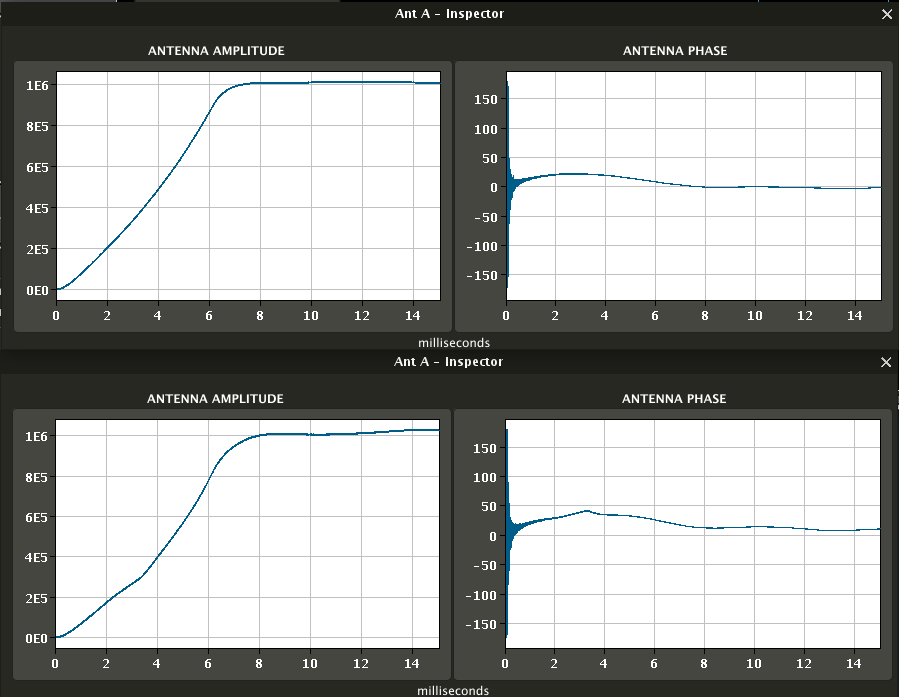 Ant A - Inspector
ANTENNA AMPLITUDE
1E6
8E5
6E5
4E5
2E5
0E0
0 2 4 6 8 10 12 14
ANTENNA PHASE
150
100
50
0
-50
-100
-150
0 2 4 6 8 10 12 14
milliseconds
Ant A - Inspector
ANTENNA AMPLITUDE
1E6
8E5
6E5
4E5
2E5
0E0
0 2 4 6 8 10 12 14
ANTENNA PHASE
150
100
50
0
-50
-100
-150
0 2 4 6 8 10 12 14
milliseconds